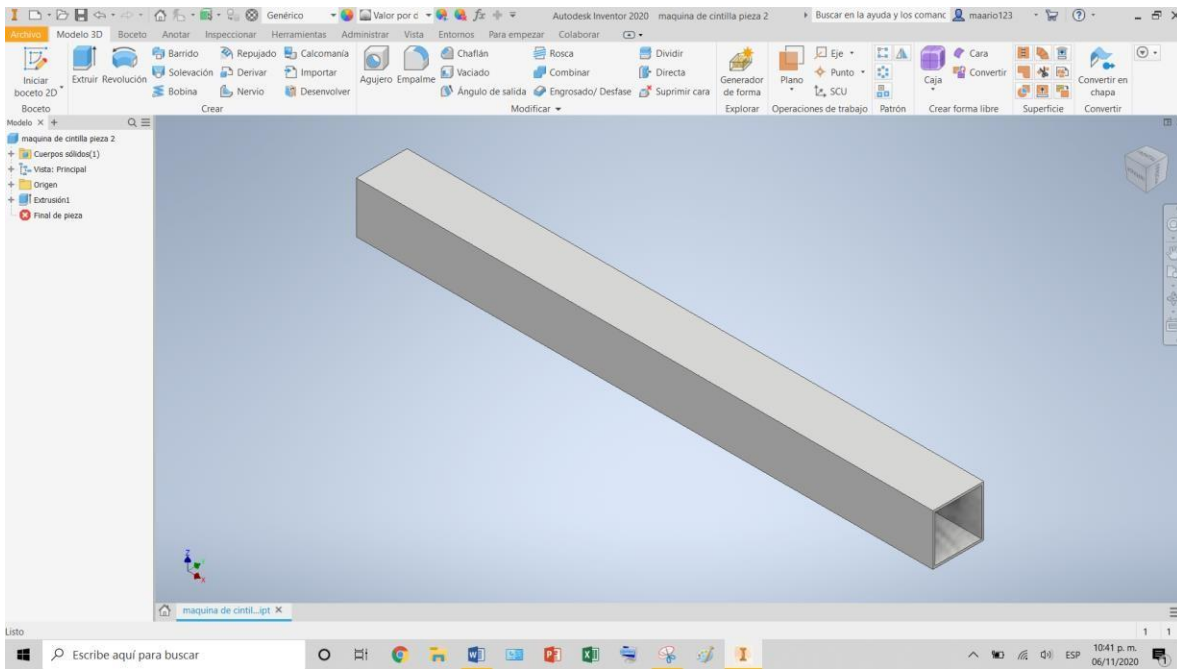 Genérico
Valor por d
Autodesk Inventor 2020 maquina de cintilla pieza 2
Buscar en la ayuda y los comanc
maario123
Archivo Modelo 3D Boceto Anotar Inspeccionar Herramientas Administrar Vista Entornos Para empezar Colaborar
Iniciar boceto 2D
Extruir
Revolución
Barrido
Solevación
Bobina
Repujado
Derivar
Nervio
Calcomanía
Importar
Desenvolver
Agujero
Empalme
Chaflán
Vaciado
Ángulo de salida
Rosca
Combinar
Engrosado/ Desfase
Dividir
Directa
Suprimir cara
Generador de forma
Plano
Eje
Punto
SCU
Caja
Cara
Convertir
Convertir en chapa
Boceto Crear Modificar Explorar Operaciones de trabajo Patrón Crear forma libre Superficie Convertir
Modelo
maquina de cintilla pieza 2
Cuerpos sólidos(1)
Vista: Principal
Origen
Extrusión1
Final de pieza
Z
X
maquina de cintil...ipt
Listo
1 1
Escribe aquí para buscar
ESP
10:41 p. m.
06/11/2020